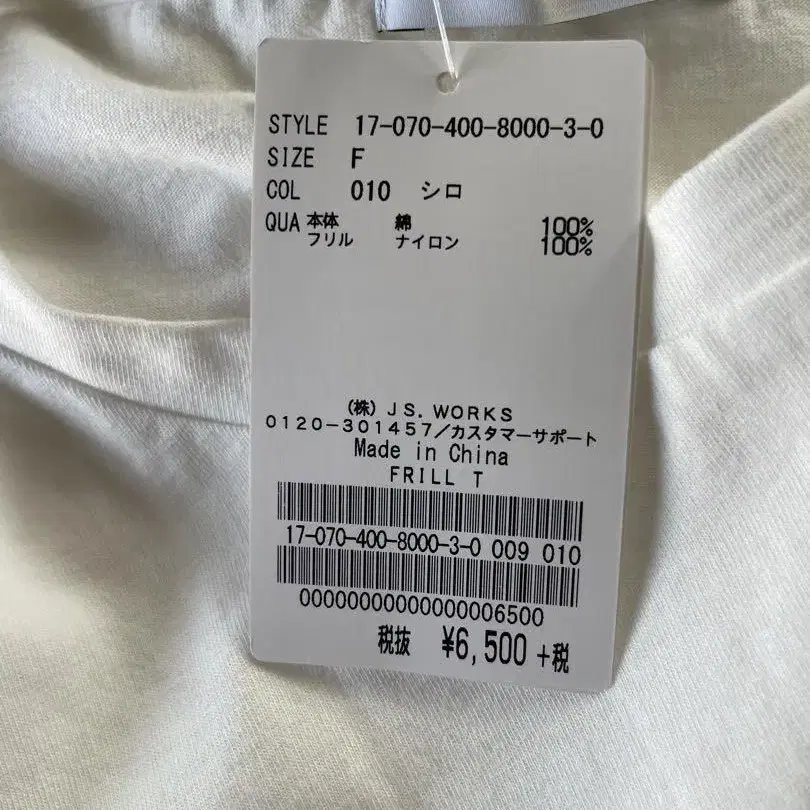 STYLE 17-070-400-8000-3-0
SIZE F
COL 010 シロ
QUA 本体 綿 100%
フリル ナイロン 100%
(株) JS. WORKS
0120-301457/カスタマーサポート
Made in China
FRILL T
17-070-400-8000-3-0 009 010
00000000000000006500
税抜 ¥6,500 +税